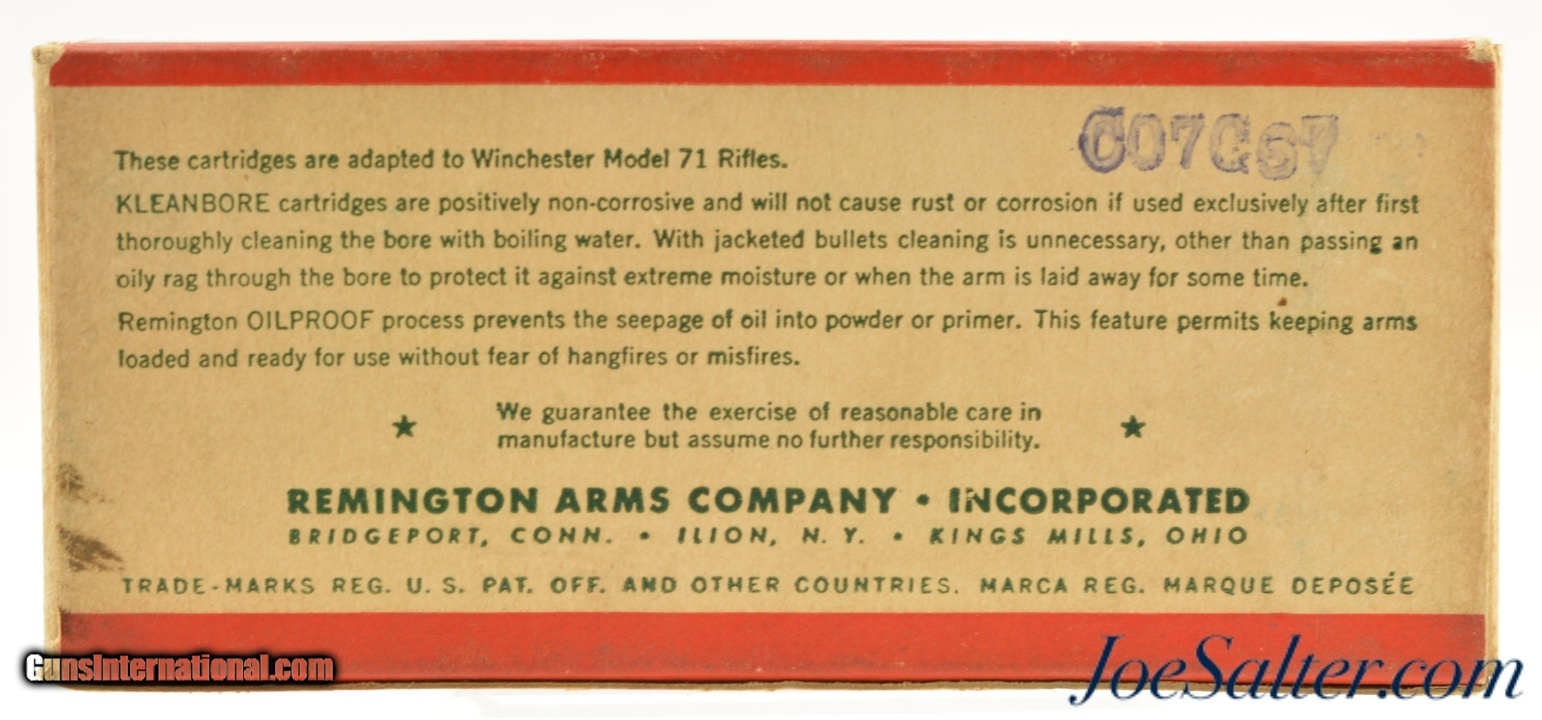 C07G67
These cartridges are adapted to Winchester Model 71 Rifles.
KLEANBORE cartridges are positively non-corrosive and will not cause rust or corrosion if used exclusively after first
thoroughly cleaning the bore with boiling water. With jacketed bullets cleaning is unnecessary, other than passing an
oily rag through the bore to protect it against extreme moisture or when the arm is laid away for some time.
Remington OILPROOF process prevents the seepage of oil into powder or primer. This feature permits keeping arms
loaded and ready for use without fear of hangfires or misfires.
★ We guarantee the exercise of reasonable care in
manufacture but assume no further responsibility. ★
REMINGTON ARMS COMPANY • INCORPORATED
BRIDGEPORT, CONN. • ILION, N. Y. • KINGS MILLS, OHIO
TRADE-MARKS REG. U. S. PAT. OFF. AND OTHER COUNTRIES. MARCA REG. MARQUE DEPOSÉE
GunsInternational.com
JoeSalter.com